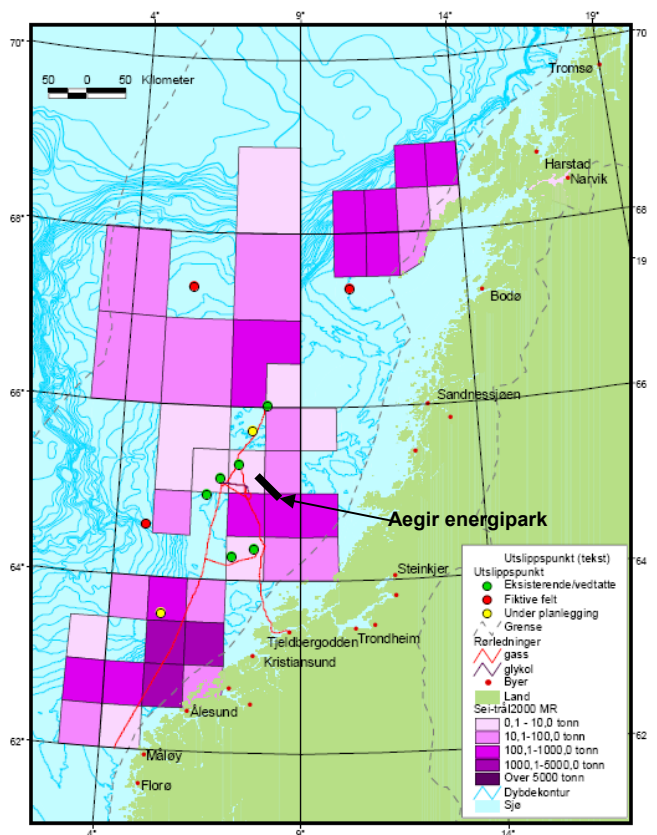 4° 9° 14° 19°
70° 70
50 0 50 Kilometer
Tromsø
Harstad
Narvik
68° 68
19
Bodø
66° 66
Sandnessjøen
Aegir energipark
64° 64
Steinkjer
Tjeldbergodden
Trondheim
Kristiansund
Ålesund
62° 62
Måløy
Florø
4° 9° 14°
Utslippspunkt (tekst)
Utslippspunkt
Eksisterende/vedtatte
Fiktive felt
Under planlegging
Grense
Rørledninger
gass
glykol
Byer
Land
Sei-trål2000 MR
0,1 - 10,0 tonn
10,1-100,0 tonn
100,1-1000,0 tonn
1000,1-5000,0 tonn
Over 5000 tonn
Dybdekontur
Sjø